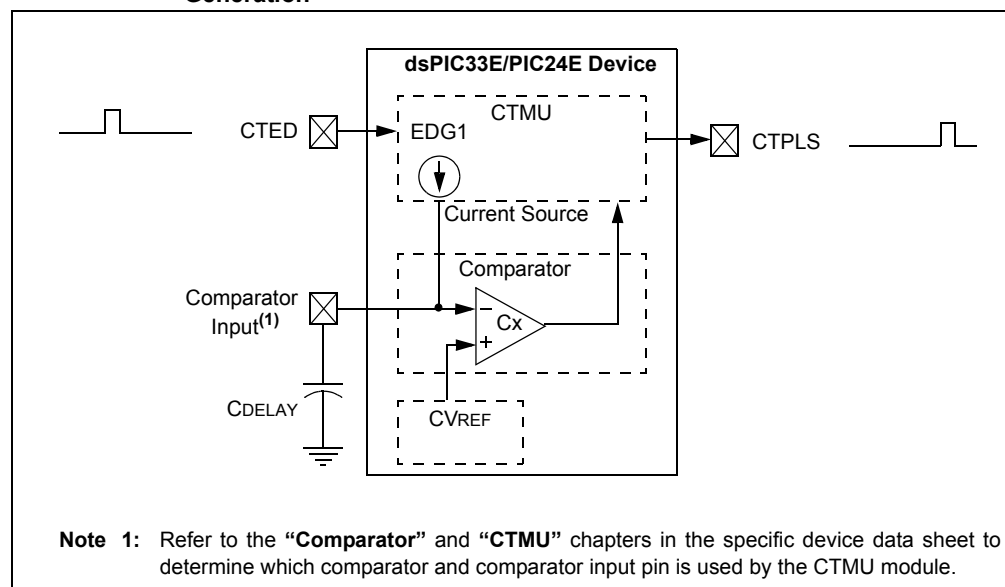 Generation
dsPIC33E/PIC24E Device
CTMU
CTED
EDG1
CTPLS
Current Source
Comparator
Comparator
Input(1)
−
Cx
+
CDELAY
CVREF
Note 1: Refer to the “Comparator” and “CTMU” chapters in the specific device data sheet to
determine which comparator and comparator input pin is used by the CTMU module.